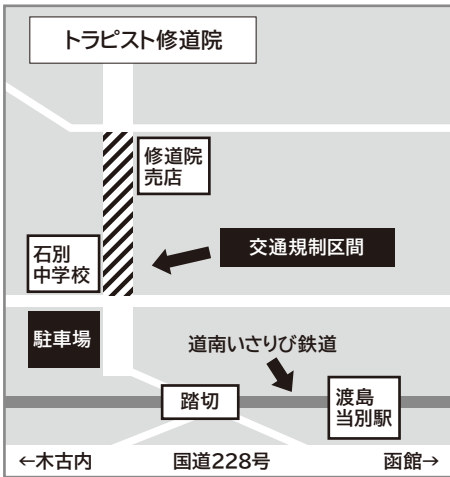 トラピスト修道院
修道院
売店
交通規制区間
石別
中学校
駐車場
道南いさりび鉄道
踏切
渡島
当別駅
←木古内
国道228号
函館→